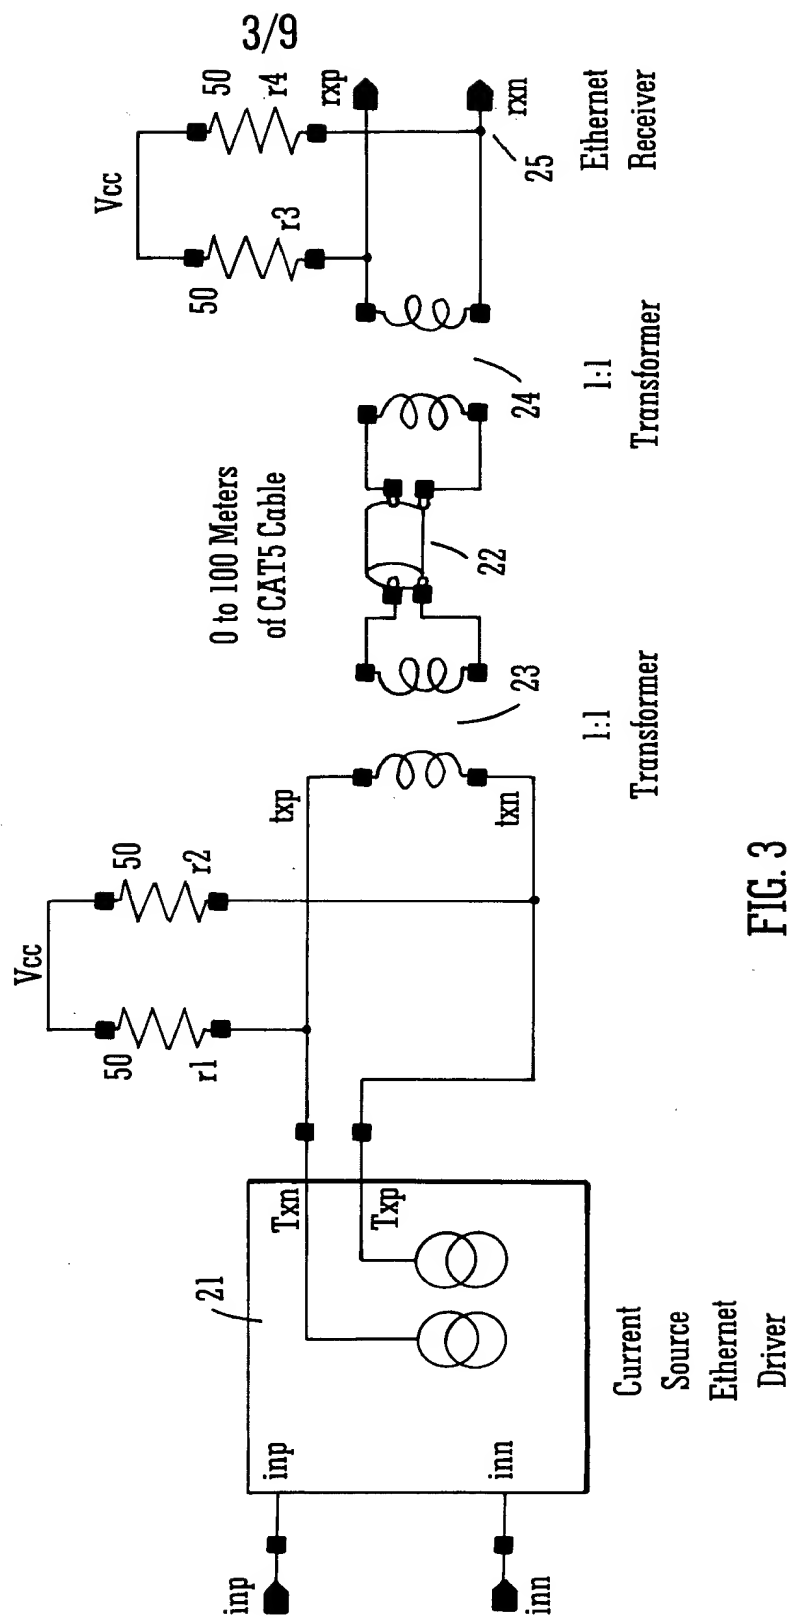 3/9
Vcc
50
r1
50
r2
Vcc
50
r3
50
r4
inp
inn
inp
inn
21
Txn
Txp
Current
Source
Ethernet
Driver
txp
txn
23
1:1
Transformer
0 to 100 Meters
of CAT5 Cable
22
24
1:1
Transformer
rxp
rxn
25
Ethernet
Receiver
FIG. 3